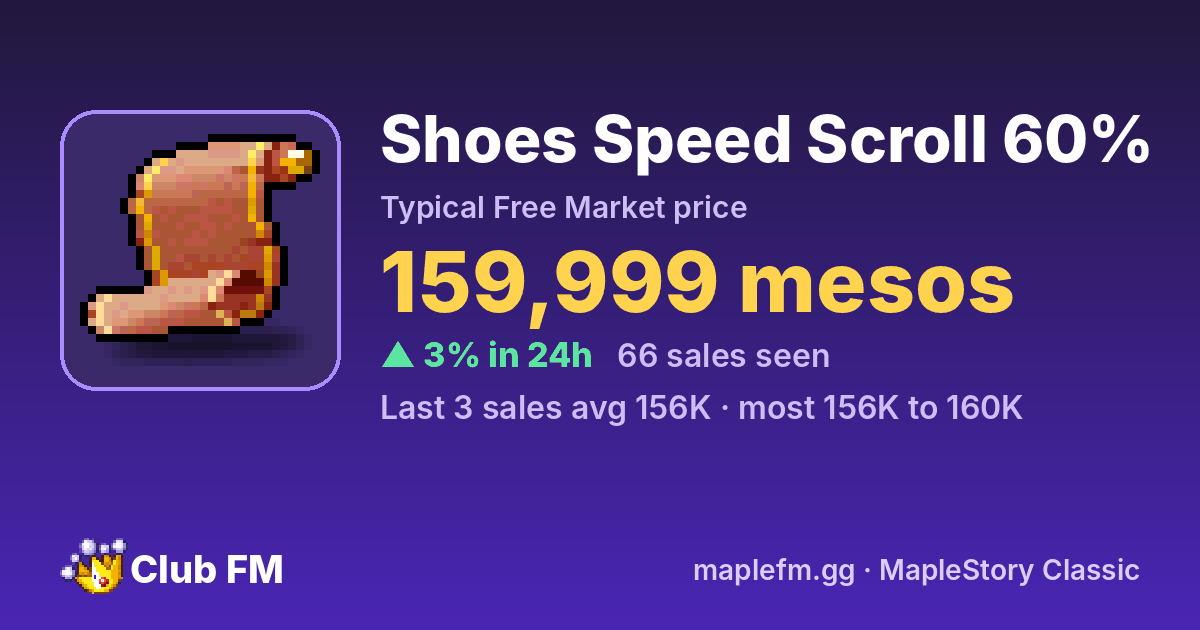 Shoes Speed Scroll 60%
Typical Free Market price
159,999 mesos
▲ 3% in 24h 66 sales seen
Last 3 sales avg 156K · most 156K to 160K
Club FM
maplefm.gg · MapleStory Classic